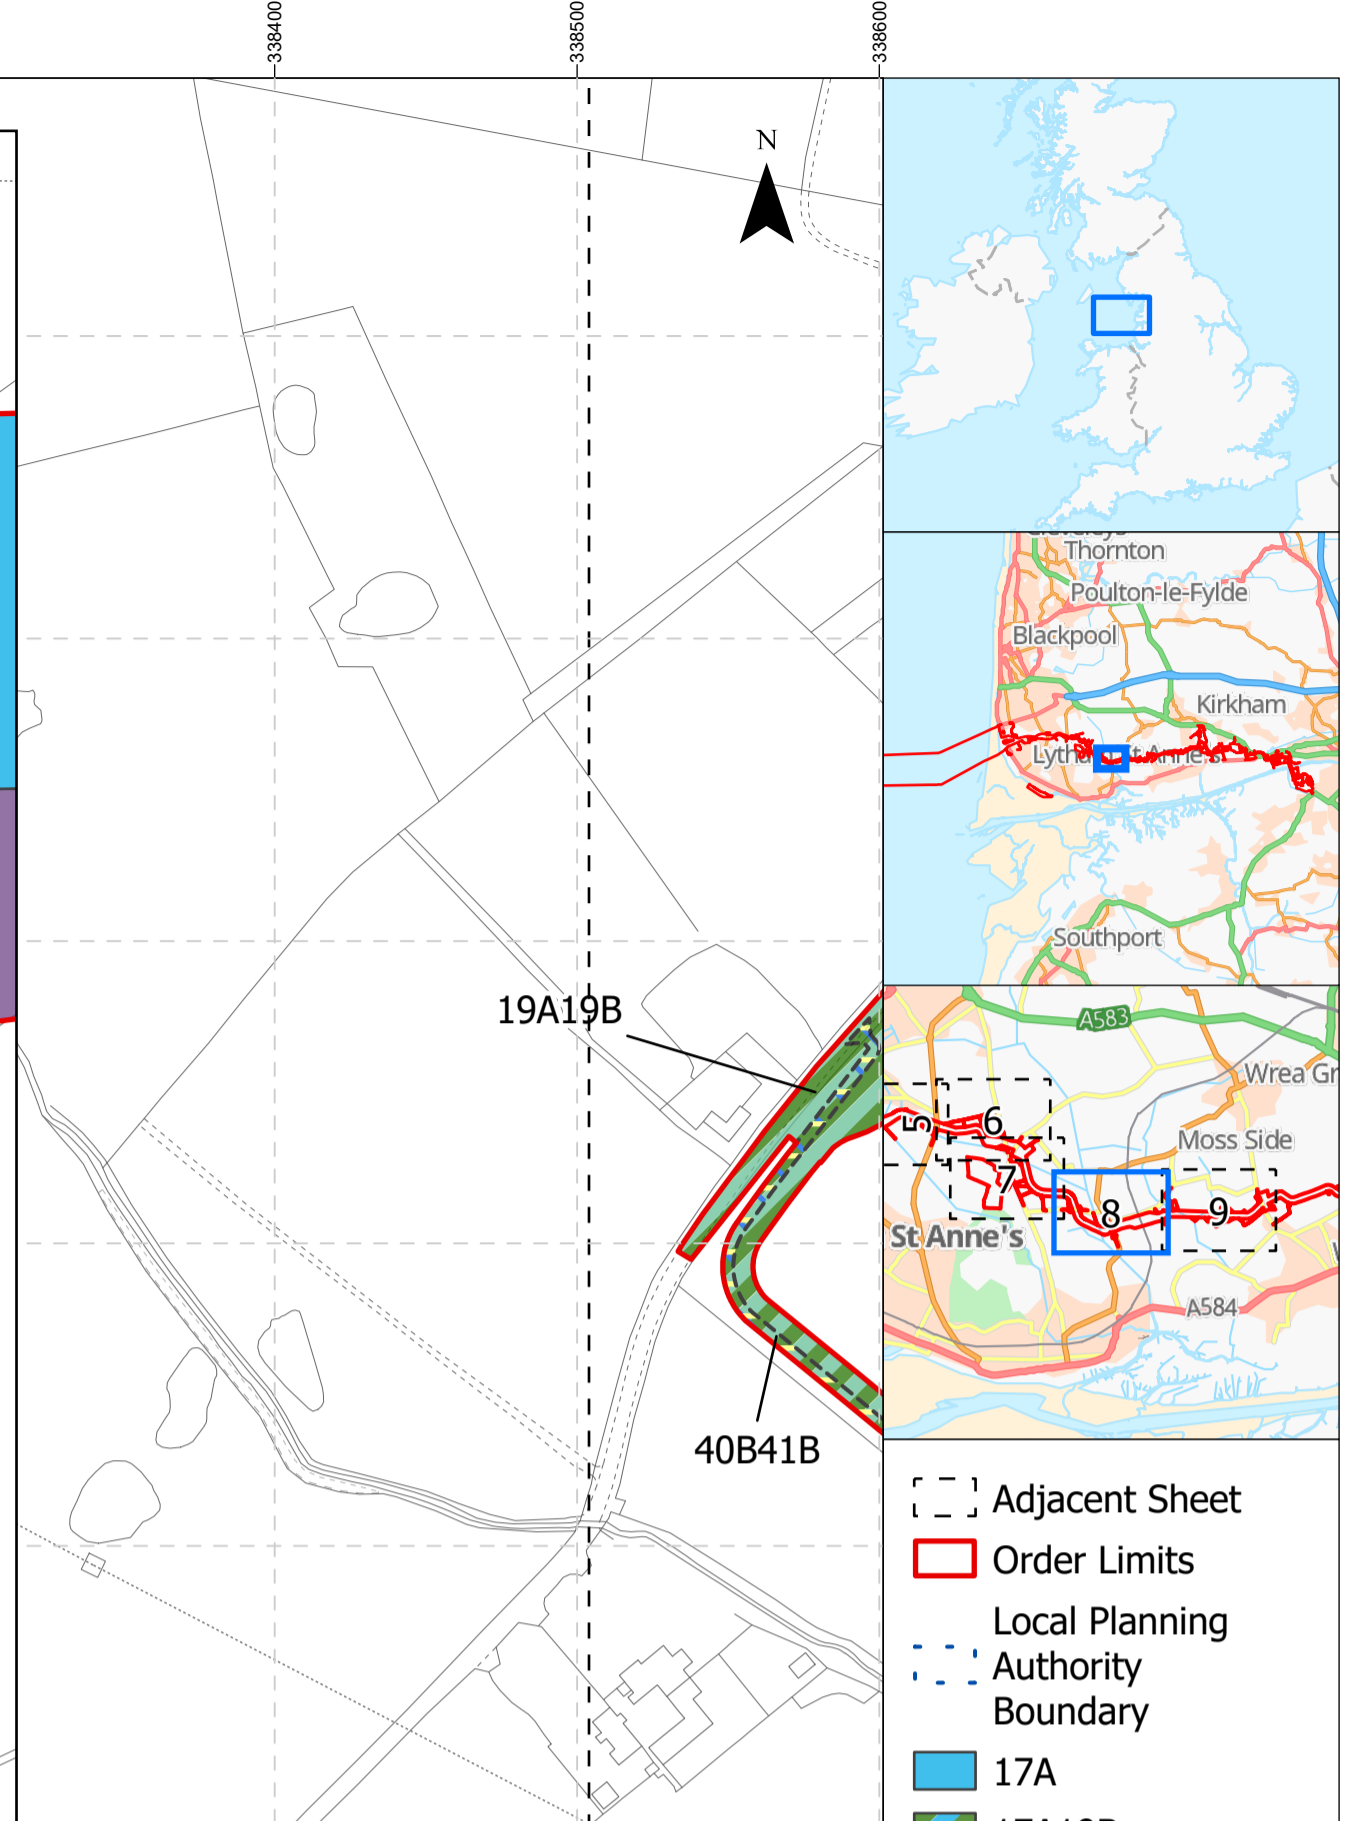 338400
338500
338600
N
Thornton
Poulton-le-Fylde
Blackpool
Kirkham
Southport
19A19B
40B41B
A583
Wrea Gr
5
6
Moss Side
7
8
9
St Anne's
A584
Adjacent Sheet
Order Limits
Local Planning
Authority
Boundary
17A